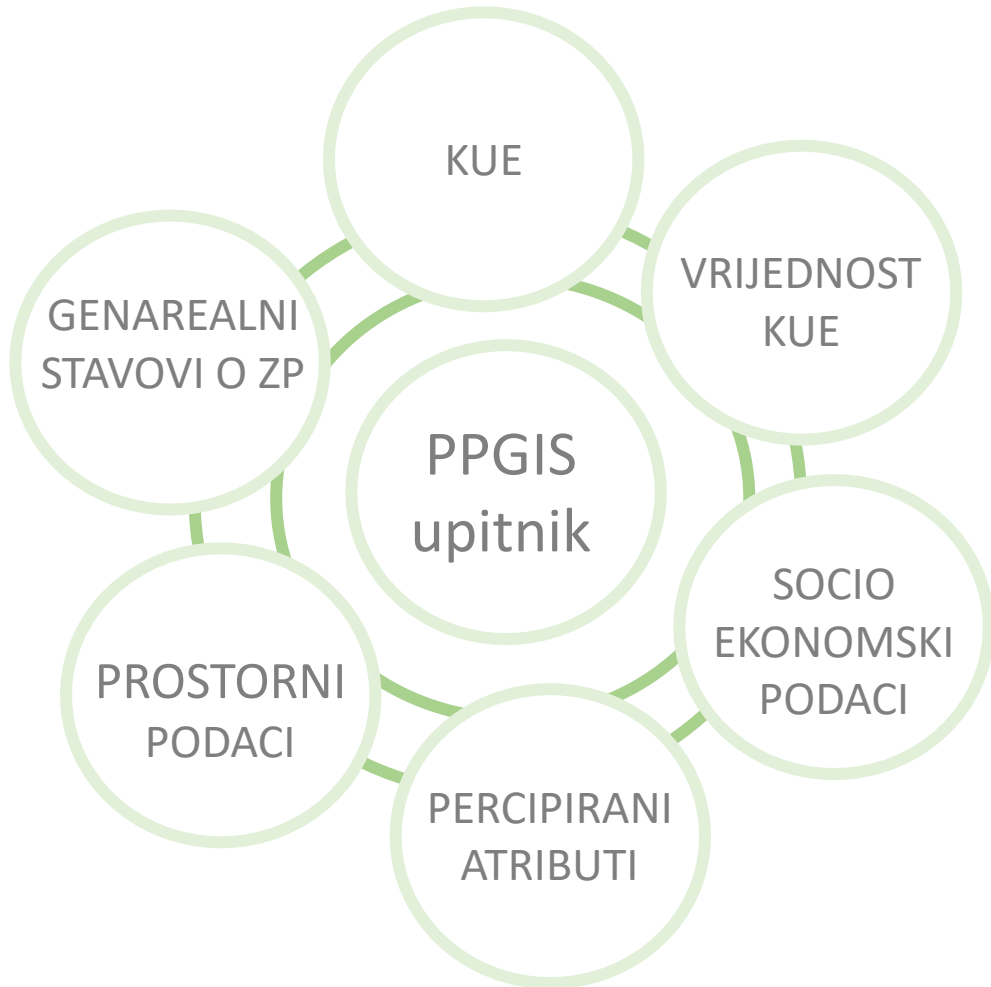 KUE
VRIJEDNOST
KUE
GENAREALNI
STAVOVI O ZP
PPGIS
upitnik
SOCIO
EKONOMSKI
PODACI
PROSTORNI
PODACI
PERCIPIRANI
ATRIBUTI